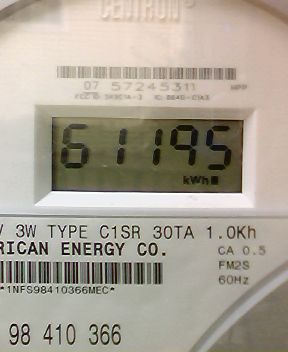 CENTRON
07 57245311
61195
kWh
V 3W TYPE C1SR 30TA 1.0Kh
RICAN ENERGY CO. CA 0.5
FM2S
*1NFS98410366MEC* 60Hz
98 410 366